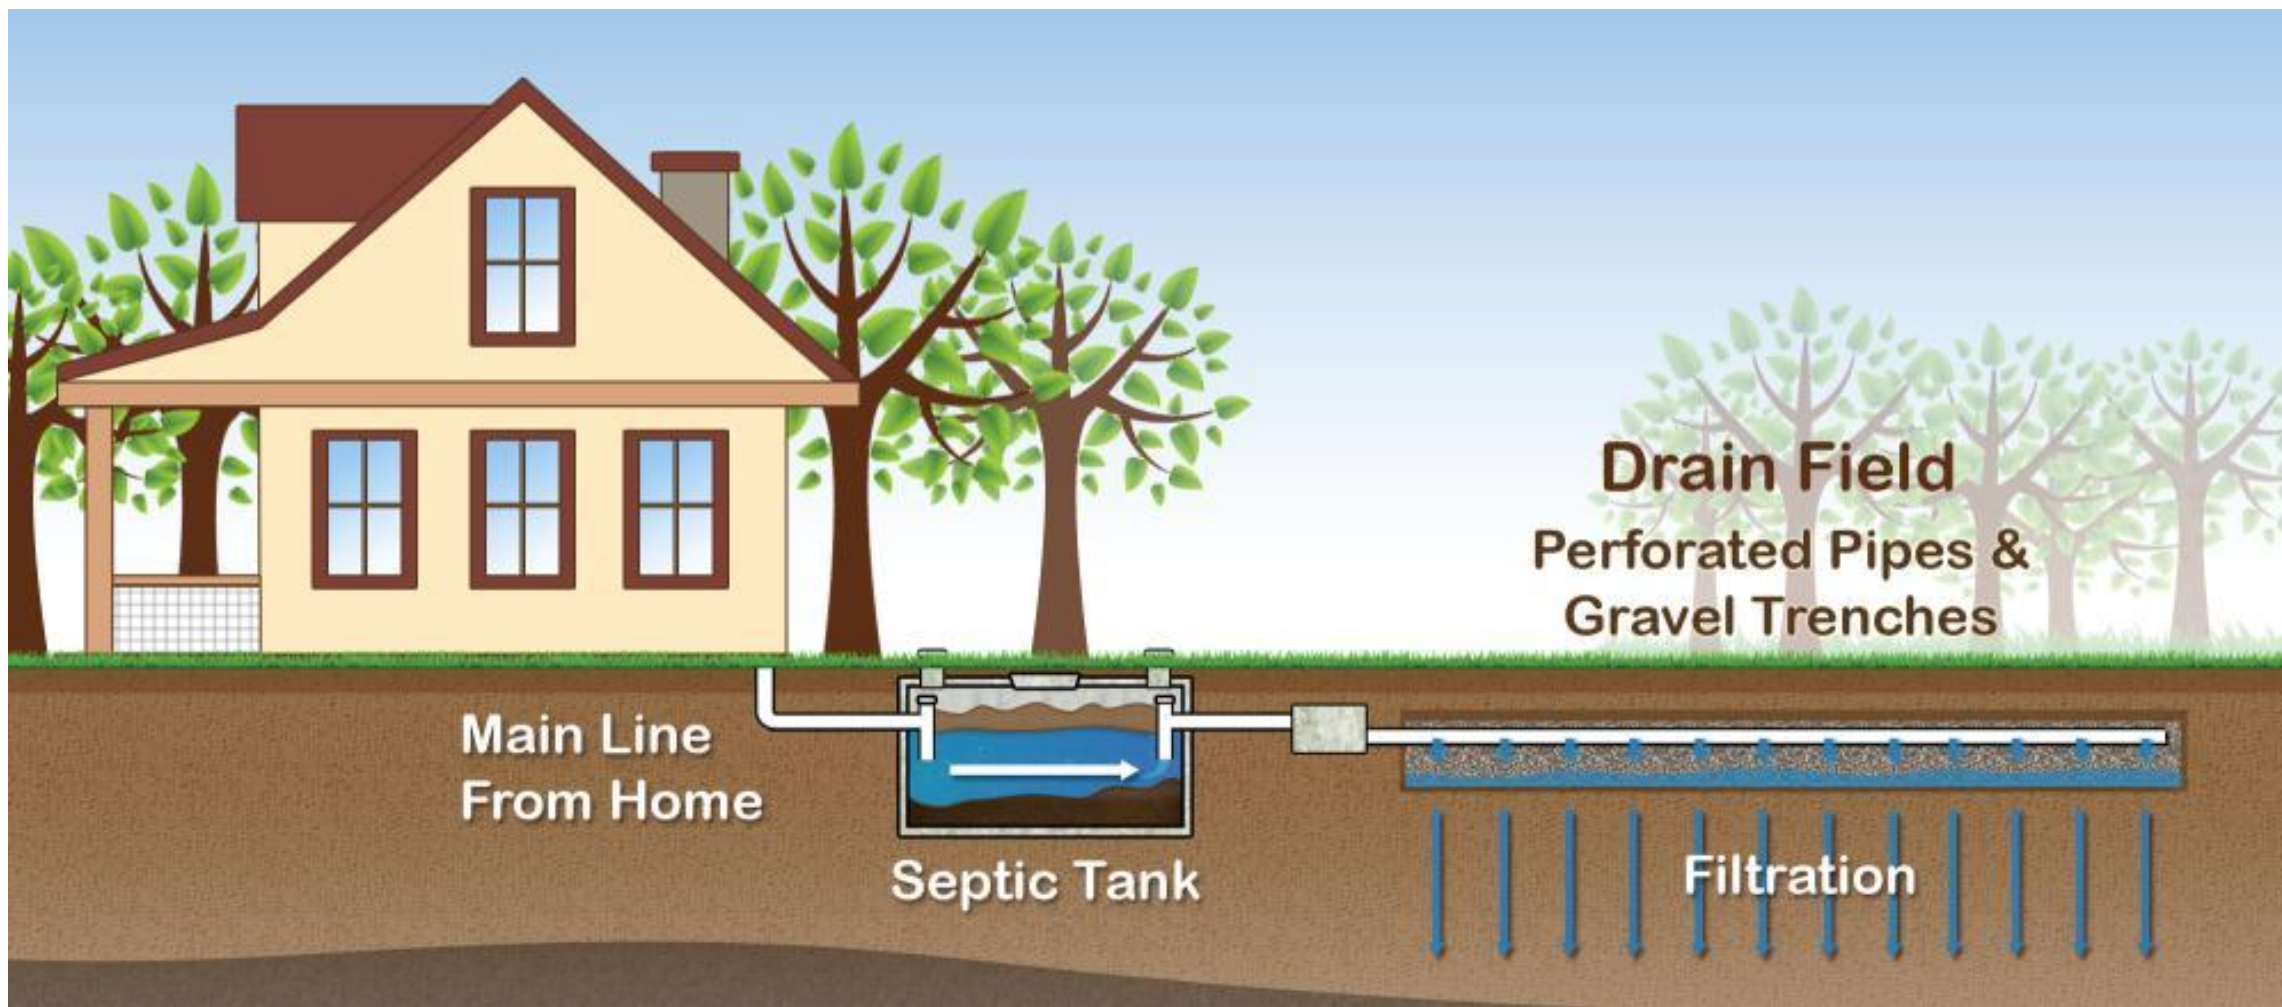 Drain Field
Perforated Pipes &
Gravel Trenches
Main Line
From Home
Septic Tank
Filtration